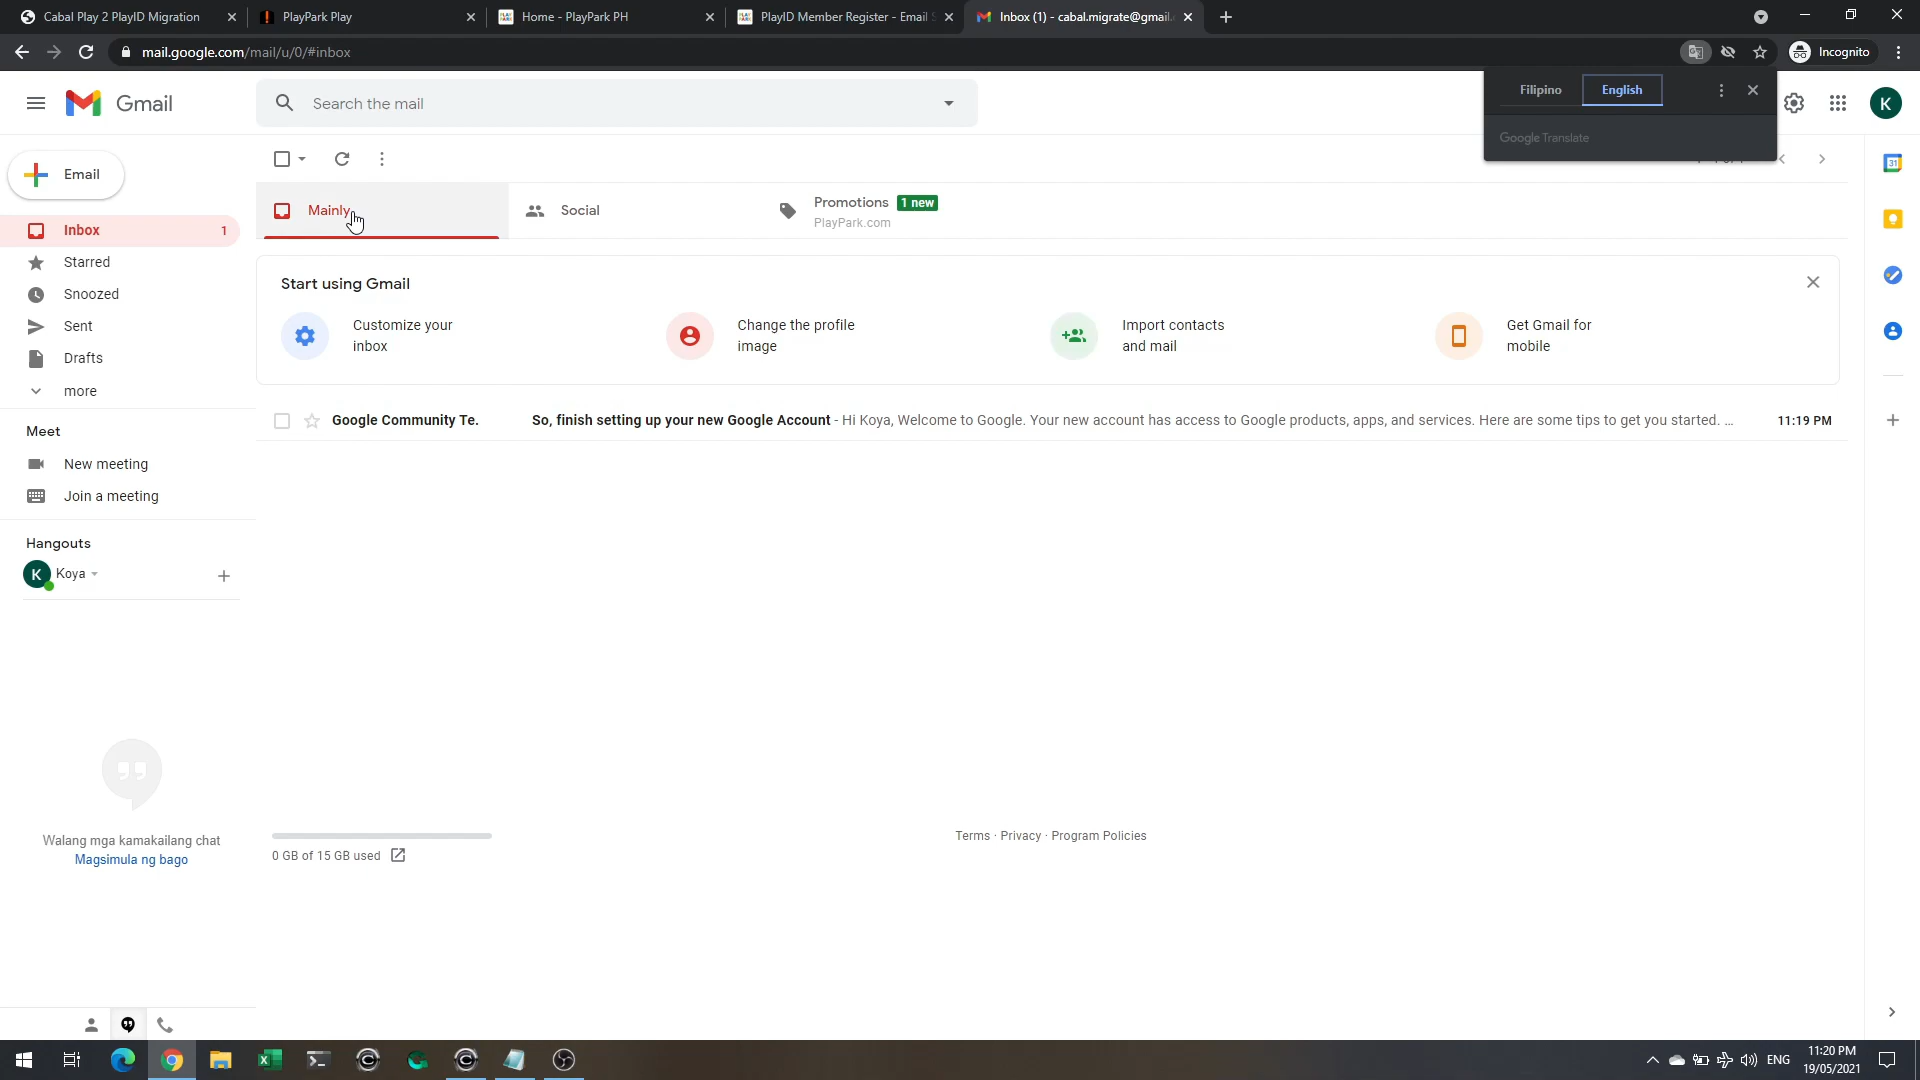 Cabal Play 2 PlayID Migration
PlayPark Play
Home - PlayPark PH
PlayID Member Register - Email S
Inbox (1) - cabal.migrate@gmail.
mail.google.com/mail/u/0/#inbox
Incognito
Gmail
Search the mail
Filipino
English
Google Translate
K
Email
Mainly
Social
Promotions 1 new
PlayPark.com
31
Inbox 1
Starred
Snoozed
Sent
Drafts
more
Start using Gmail
Customize your
inbox
Change the profile
image
Import contacts
and mail
Get Gmail for
mobile
Google Community Te. So, finish setting up your new Google Account - Hi Koya, Welcome to Google. Your new account has access to Google products, apps, and services. Here are some tips to get you started. … 11:19 PM
Meet
New meeting
Join a meeting
Hangouts
K Koya
Walang mga kamakailang chat
Magsimula ng bago
0 GB of 15 GB used
Terms · Privacy · Program Policies
ENG
11:20 PM
19/05/2021